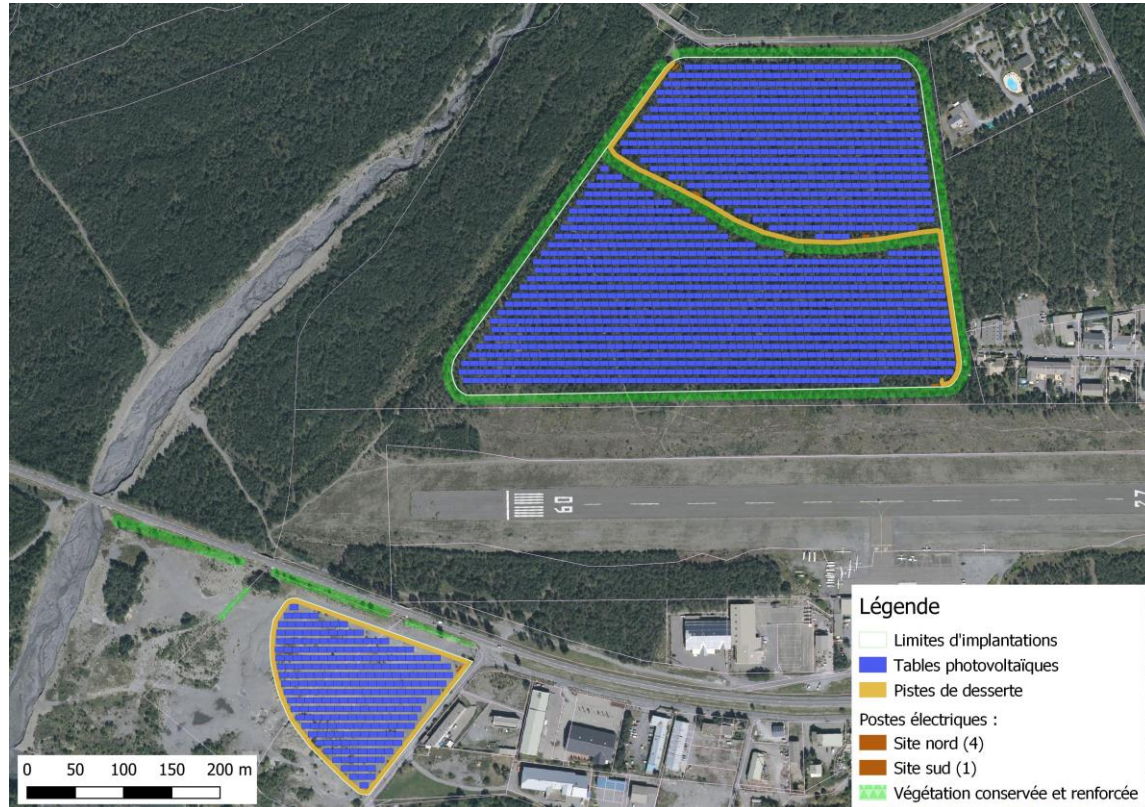 60
27
Légende
Limites d'implantations
Tables photovoltaïques
Pistes de desserte
Postes électriques :
Site nord (4)
Site sud (1)
Végétation conservée et renforcée
0 50 100 150 200 m